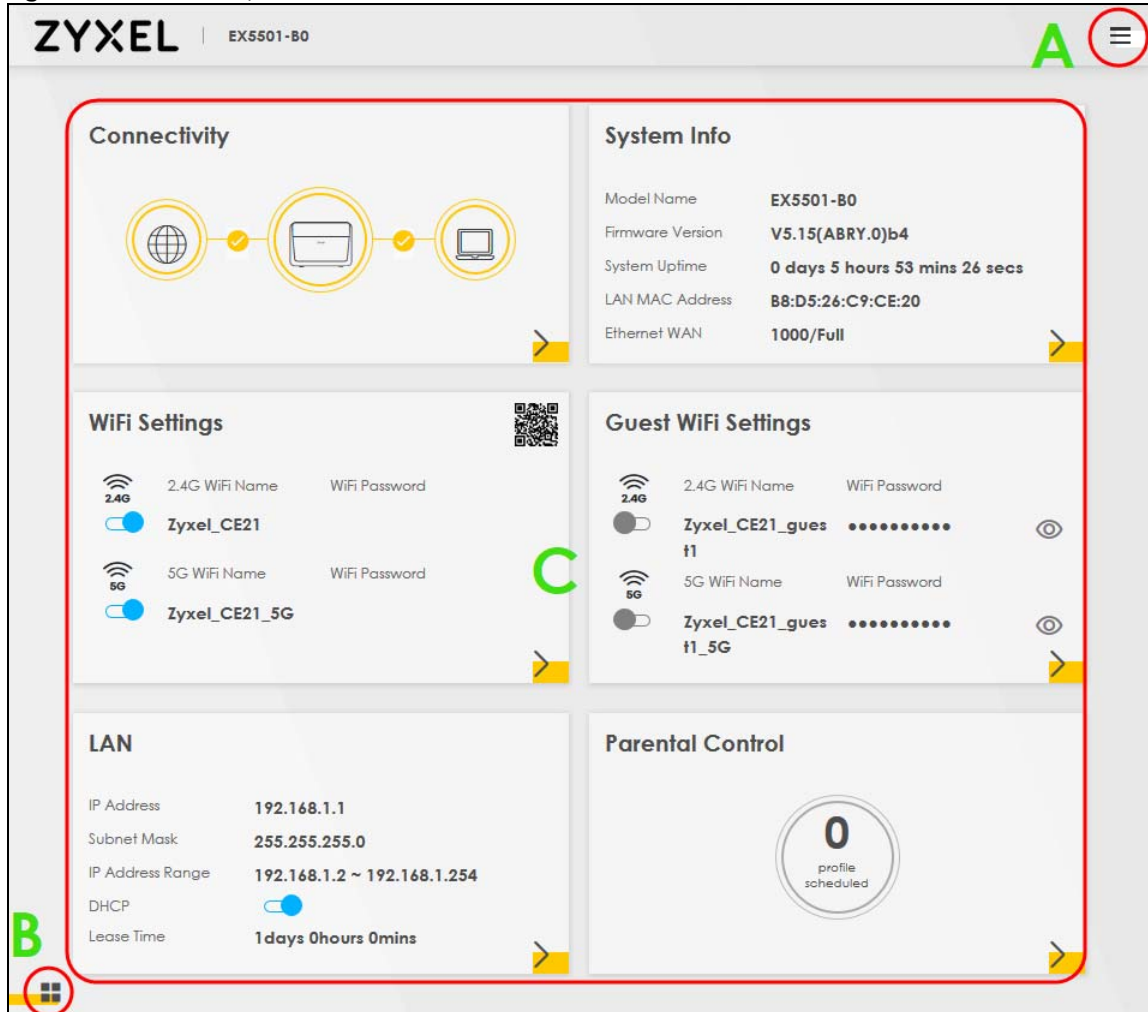 ZYXEL EX5501-B0 A
Connectivity
System Info
Model Name EX5501-B0
Firmware Version V5.15(ABRY.0)b4
System Uptime 0 days 5 hours 53 mins 26 secs
LAN MAC Address B8:D5:26:C9:CE:20
Ethernet WAN 1000/Full
WiFi Settings
2.4G 2.4G WiFi Name WiFi Password
Zyxel_CE21
5G 5G WiFi Name WiFi Password
Zyxel_CE21_5G
C
Guest WiFi Settings
2.4G 2.4G WiFi Name WiFi Password
Zyxel_CE21_gues ••••••••••
t1
5G 5G WiFi Name WiFi Password
Zyxel_CE21_gues ••••••••••
t1_5G
LAN
IP Address 192.168.1.1
Subnet Mask 255.255.255.0
IP Address Range 192.168.1.2 ~ 192.168.1.254
DHCP
Lease Time 1days 0hours 0mins
B
Parental Control
0
profile
scheduled